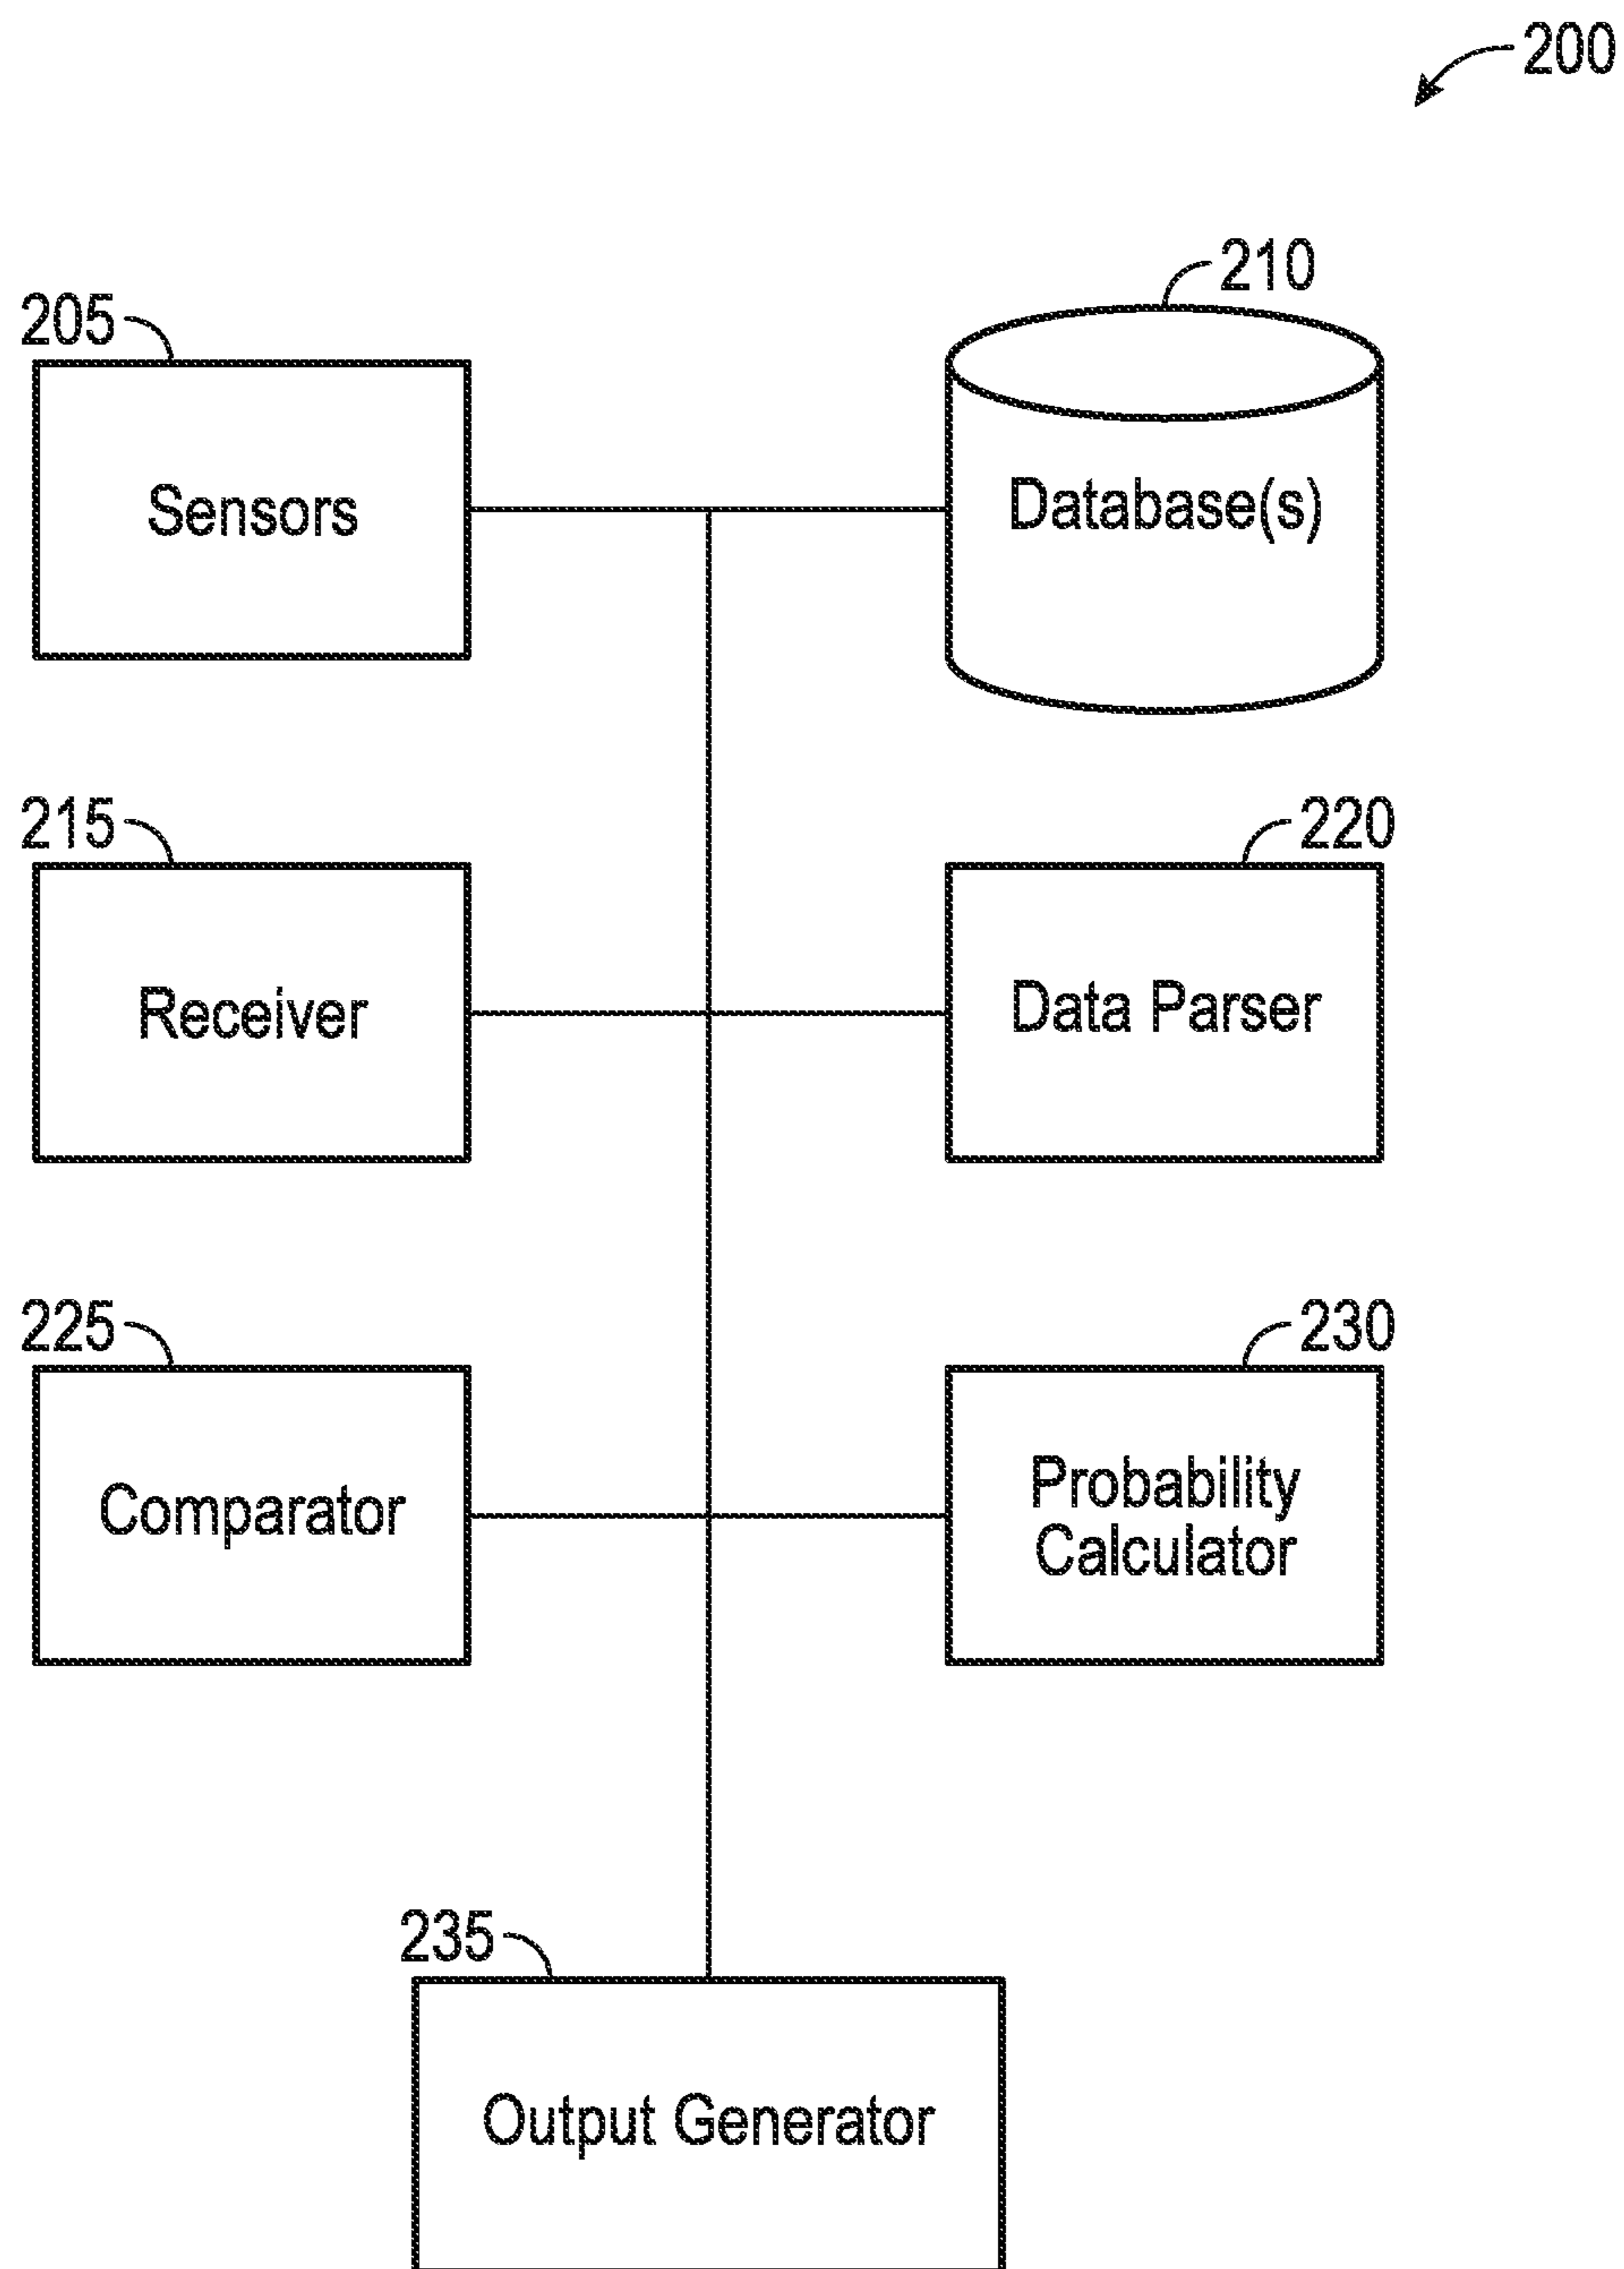 200
210
205
Database(s)
Sensors
215
220
Receiver
Data Parser
225
230
Comparator
Probability
Calculator
235
Output Generator